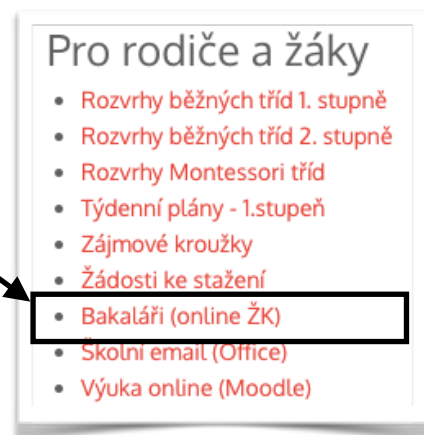 Pro rodiče a žáky
• Rozvrhy běžných tříd 1. stupně
• Rozvrhy běžných tříd 2. stupně
• Rozvrhy Montessori tříd
• Týdenní plány - 1.stupeň
• Zájmové kroužky
• Žádosti ke stažení
• Bakaláři (online ŽK)
• Školní email (Office)
• Výuka online (Moodle)